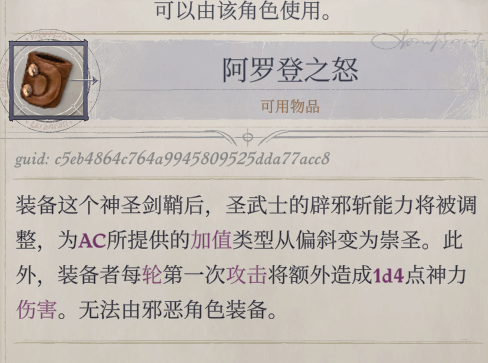 可以由该角色使用。
阿罗登之怒
可用物品
guid: c5eb4864c764a9945809525dda77acc8
装备这个神圣剑鞘后，圣武士的辟邪斩能力将被调
整，为AC所提供的加值类型从偏斜变为崇圣。此
外，装备者每轮第一次攻击将额外造成1d4点神力
伤害。无法由邪恶角色装备。